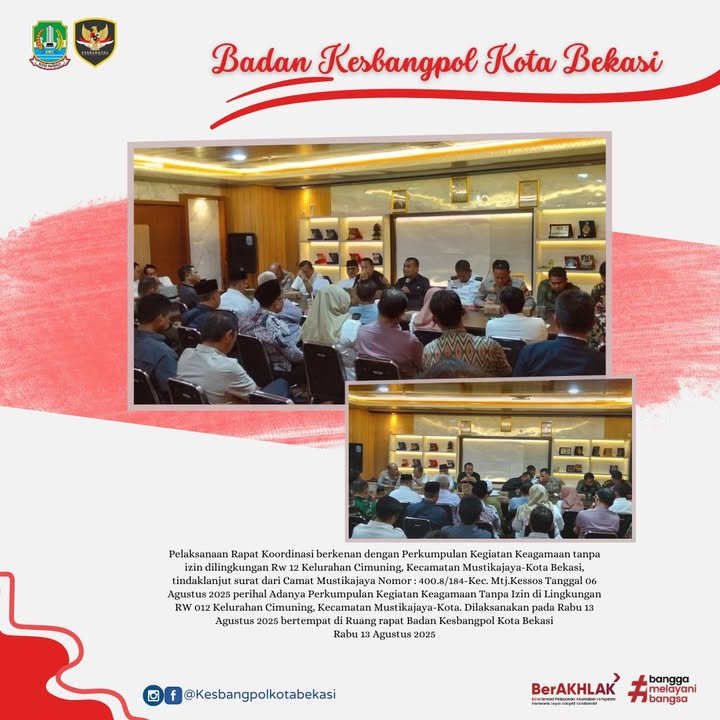 Badan Kesbangpol Kota Bekasi
Pelaksanaan Rapat Koordinasi berkenan dengan Perkumpulan Kegiatan Keagamaan tanpa
izin dilingkungan Rw 12 Kelurahan Cimuning, Kecamatan Mustikajaya-Kota Bekasi,
tindaklanjut surat dari Camat Mustikajaya Nomor : 400.8/184-Kec. Mtj.Kessos Tanggal 06
Agustus 2025 perihal Adanya Perkumpulan Kegiatan Keagamaan Tanpa Izin di Lingkungan
RW 012 Kelurahan Cimuning, Kecamatan Mustikajaya-Kota. Dilaksanakan pada Rabu 13
Agustus 2025 bertempat di Ruang rapat Badan Kesbangpol Kota Bekasi
Rabu 13 Agustus 2025
@Kesbangpolkotabekasi
BerAKHLAK
#bangga
melayani
bangsa